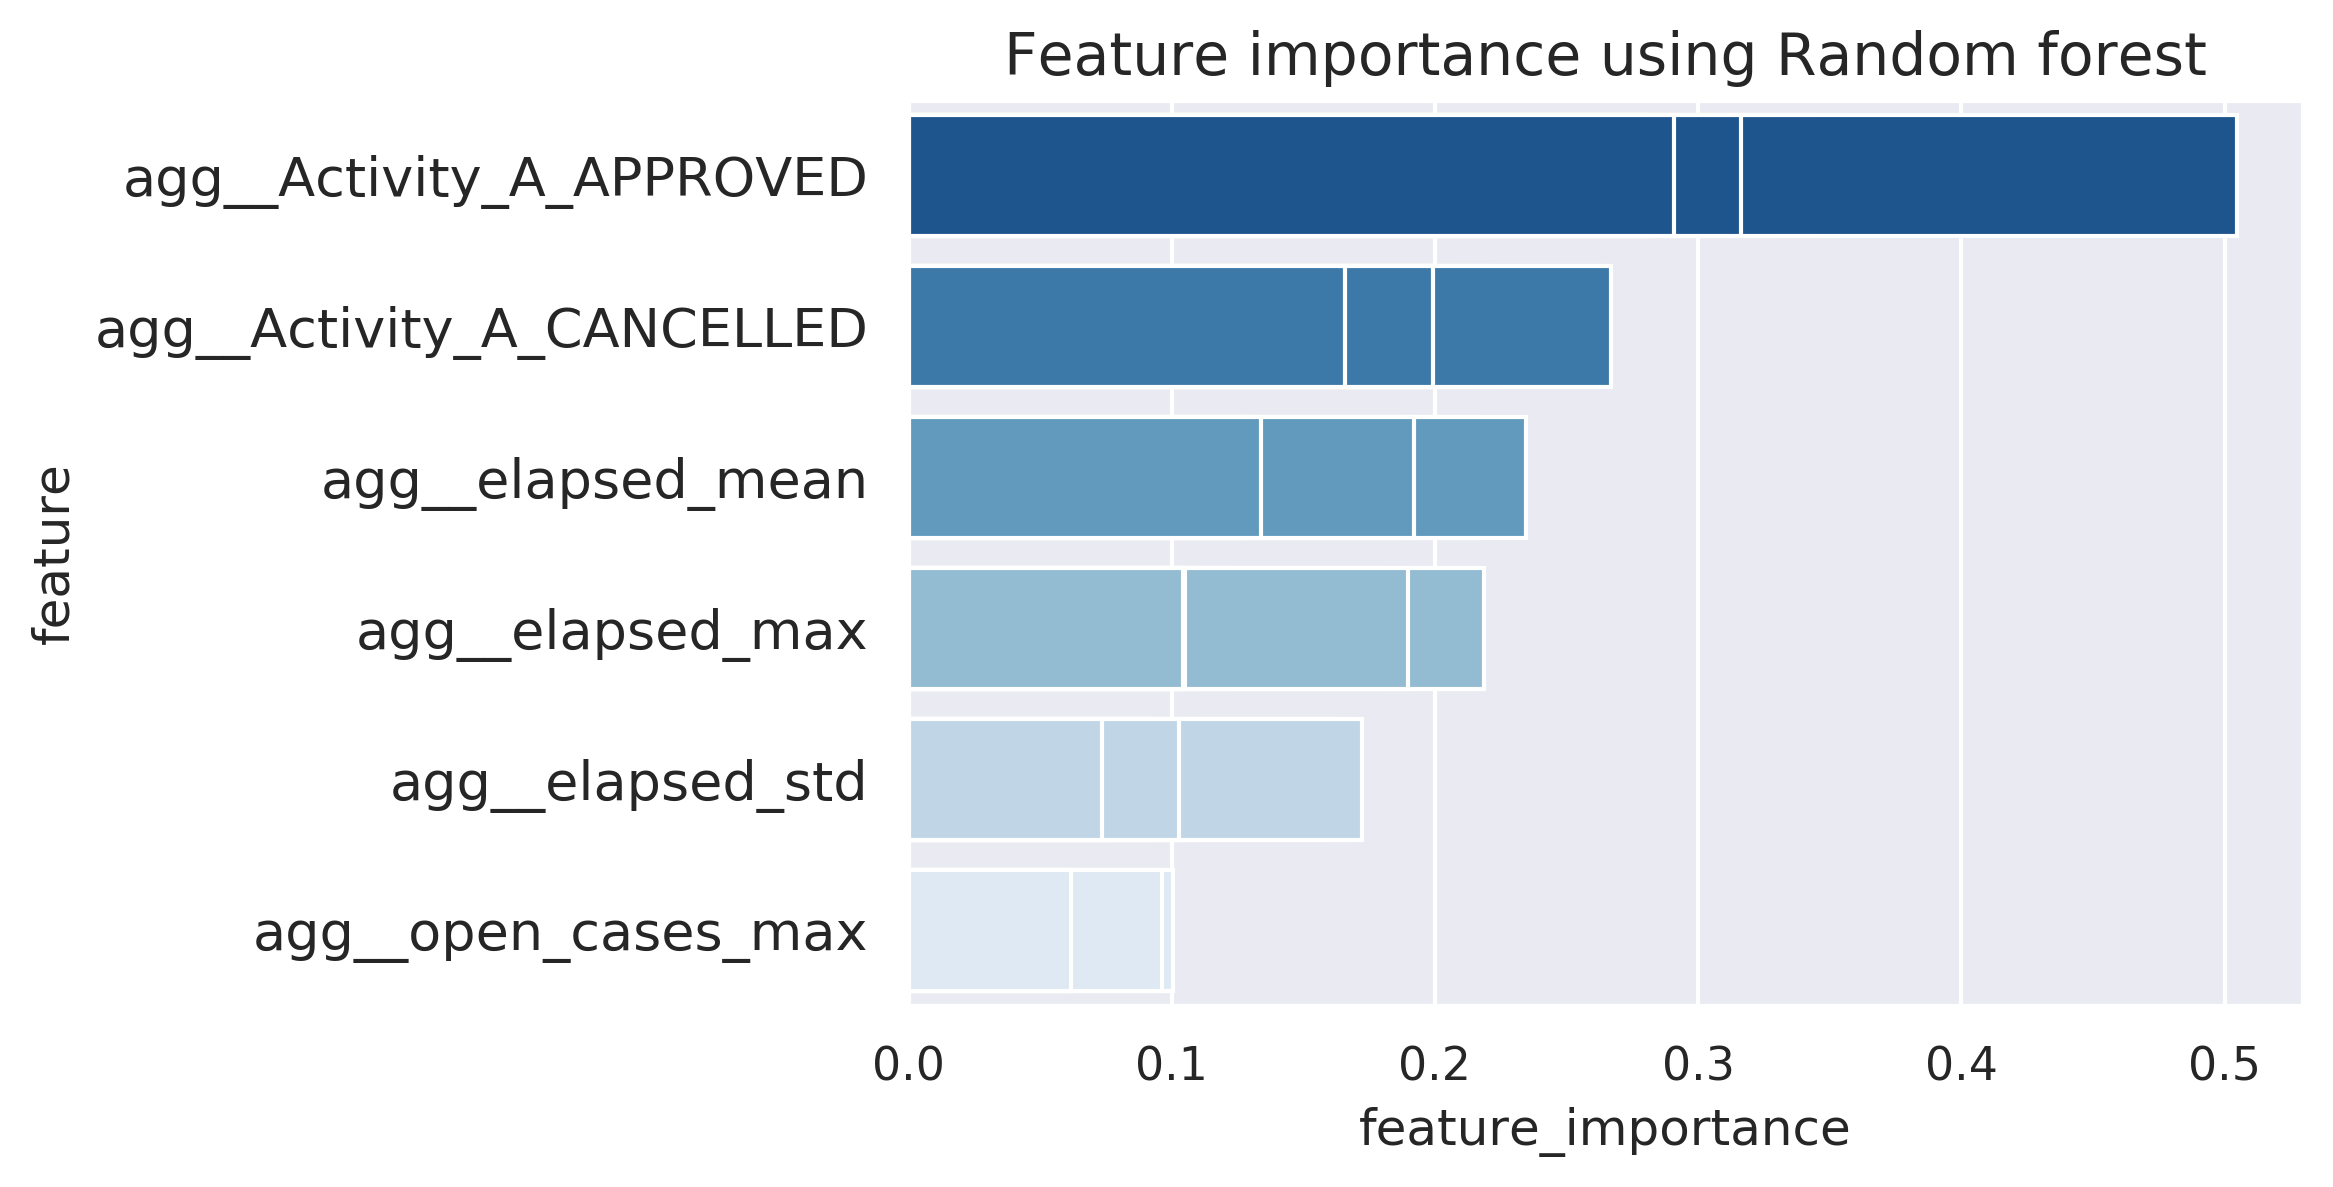 Feature importance using Random forest
feature
agg__Activity_A_APPROVED
agg__Activity_A_CANCELLED
agg__elapsed_mean
agg__elapsed_max
agg__elapsed_std
agg__open_cases_max
0.0 0.1 0.2 0.3 0.4 0.5
feature_importance